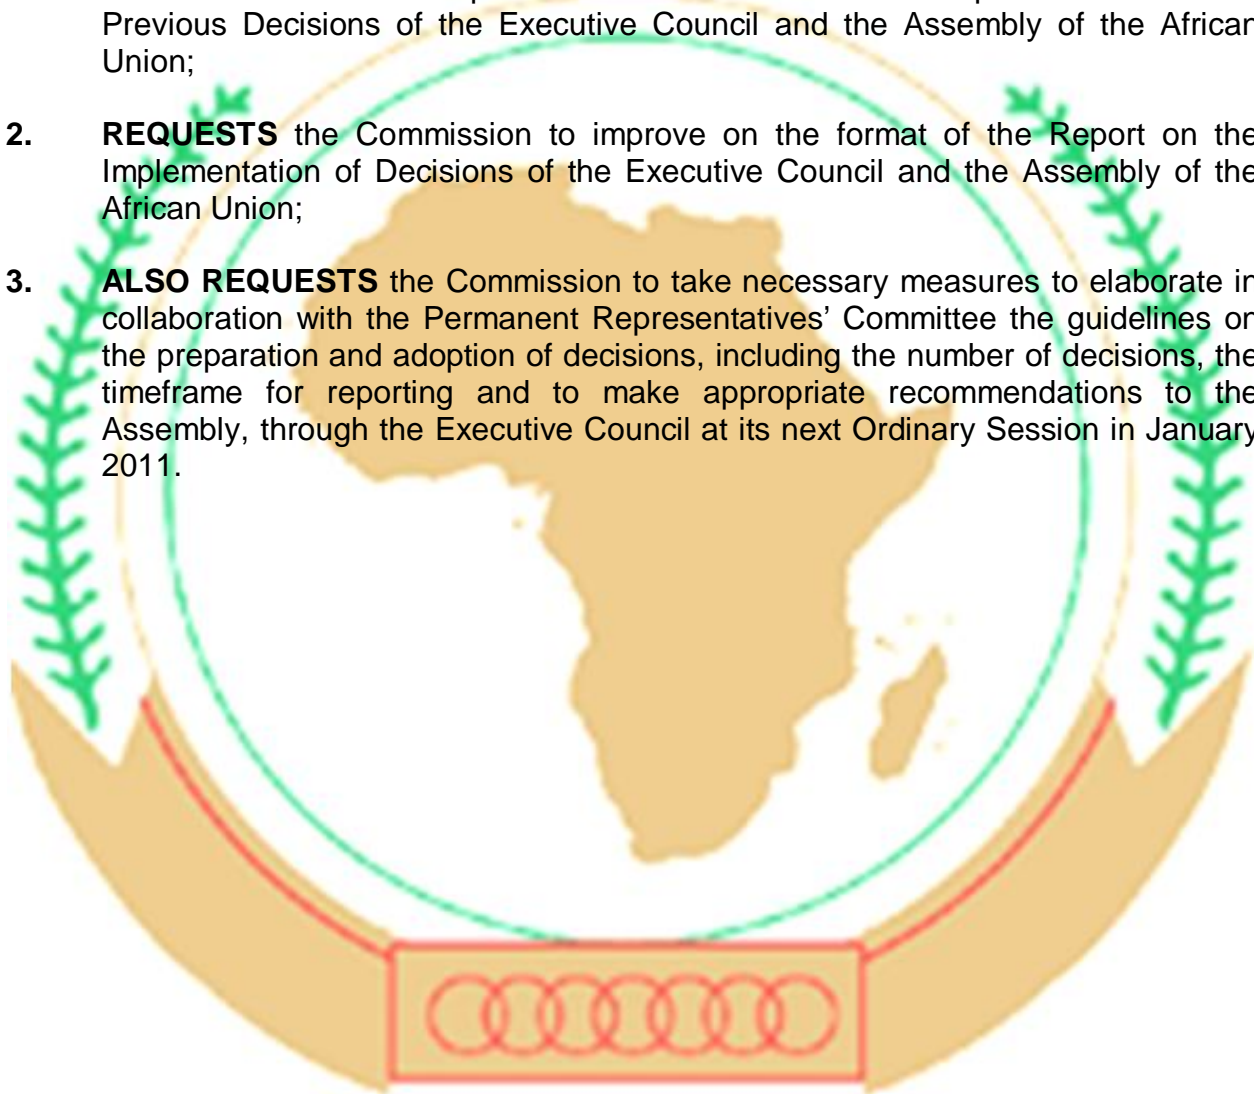 Previous Decisions of the Executive Council and the Assembly of the African
Union;
2. REQUESTS the Commission to improve on the format of the Report on the
Implementation of Decisions of the Executive Council and the Assembly of the
African Union;
3. ALSO REQUESTS the Commission to take necessary measures to elaborate in
collaboration with the Permanent Representatives’ Committee the guidelines on
the preparation and adoption of decisions, including the number of decisions, the
timeframe for reporting and to make appropriate recommendations to the
Assembly, through the Executive Council at its next Ordinary Session in January
2011.